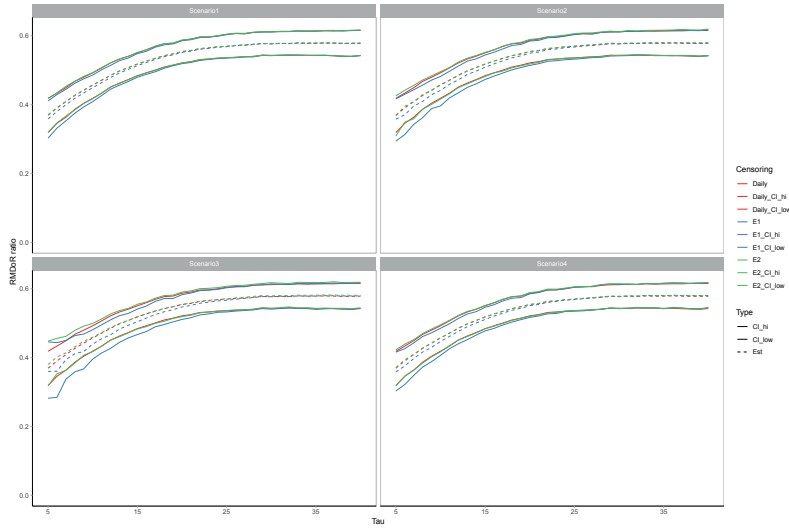 Scenario1
Scenario2
0.6
0.4
0.2
0.0
Scenario3
Scenario4
0.6
0.4
0.2
0.0
5
15
25
35
5
15
25
35
Tau
RMDoR ratio
Censoring
Daily
Daily_CI_hi
Daily_CI_low
E1
E1_CI_hi
E1_CI_low
E2
E2_CI_hi
E2_CI_low
Type
CI_hi
CI_low
Est